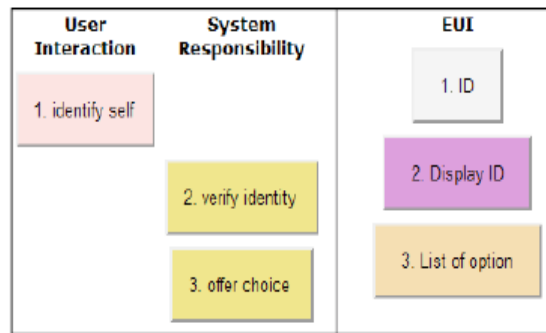 User
Interaction
System
Responsibility
EUI
1. identify self
2. verify identity
3. offer choice
1. ID
2. Display ID
3. List of option